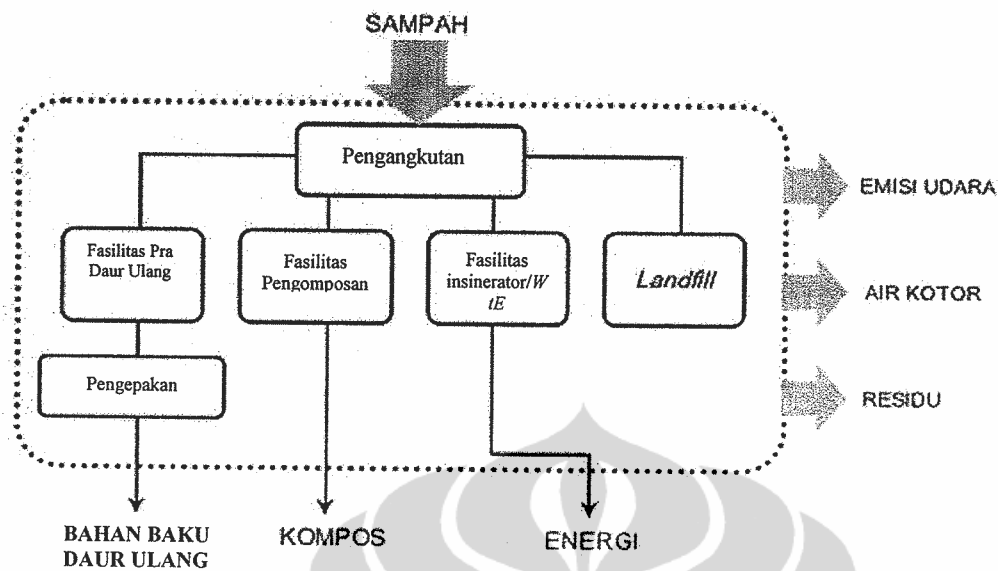 SAMPAH
Pengangkutan
EMISI UDARA
Fasilitas Pra
Daur Ulang
Fasilitas
Pengomposan
Fasilitas
insinerator/W
tE
Landfill
AIR KOTOR
Pengepakan
RESIDU
BAHAN BAKU
DAUR ULANG
KOMPOS
ENERGI